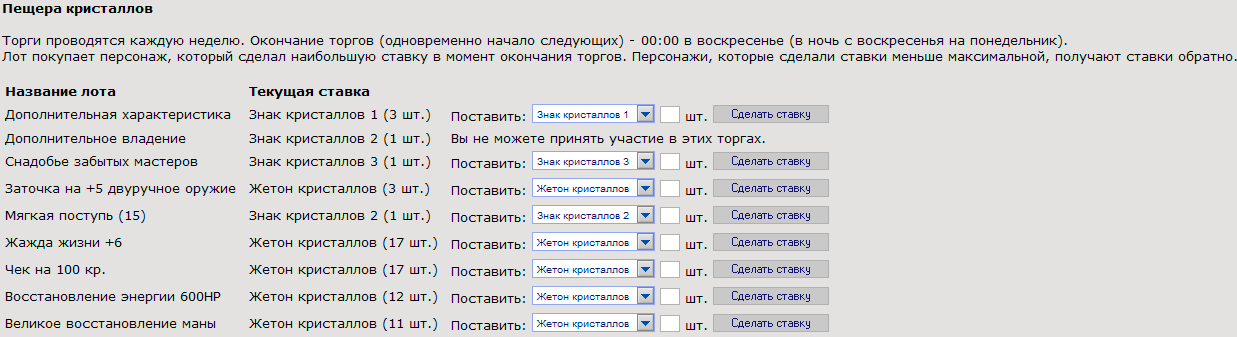 Пещера кристаллов
Торги проводятся каждую неделю. Окончание торгов (одновременно начало следующих) - 00:00 в воскресенье (в ночь с воскресенья на понедельник).
Лот покупает персонаж, который сделал наибольшую ставку в момент окончания торгов. Персонажи, которые сделали ставки меньше максимальной, получают ставки обратно.
Название лота Текущая ставка
Дополнительная характеристика Знак кристаллов 1 (3 шт.) Поставить: Знак кристаллов 1 шт. Сделать ставку
Дополнительное владение Знак кристаллов 2 (1 шт.) Вы не можете принять участие в этих торгах.
Снадобье забытых мастеров Знак кристаллов 3 (1 шт.) Поставить: Знак кристаллов 3 шт. Сделать ставку
Заточка на +5 двуручное оружие Жетон кристаллов (3 шт.) Поставить: Жетон кристаллов шт. Сделать ставку
Мягкая поступь (15) Знак кристаллов 2 (1 шт.) Поставить: Знак кристаллов 2 шт. Сделать ставку
Жажда жизни +6 Жетон кристаллов (17 шт.) Поставить: Жетон кристаллов шт. Сделать ставку
Чек на 100 кр. Жетон кристаллов (17 шт.) Поставить: Жетон кристаллов шт. Сделать ставку
Восстановление энергии 600HP Жетон кристаллов (12 шт.) Поставить: Жетон кристаллов шт. Сделать ставку
Великое восстановление маны Жетон кристаллов (11 шт.) Поставить: Жетон кристаллов шт. Сделать ставку